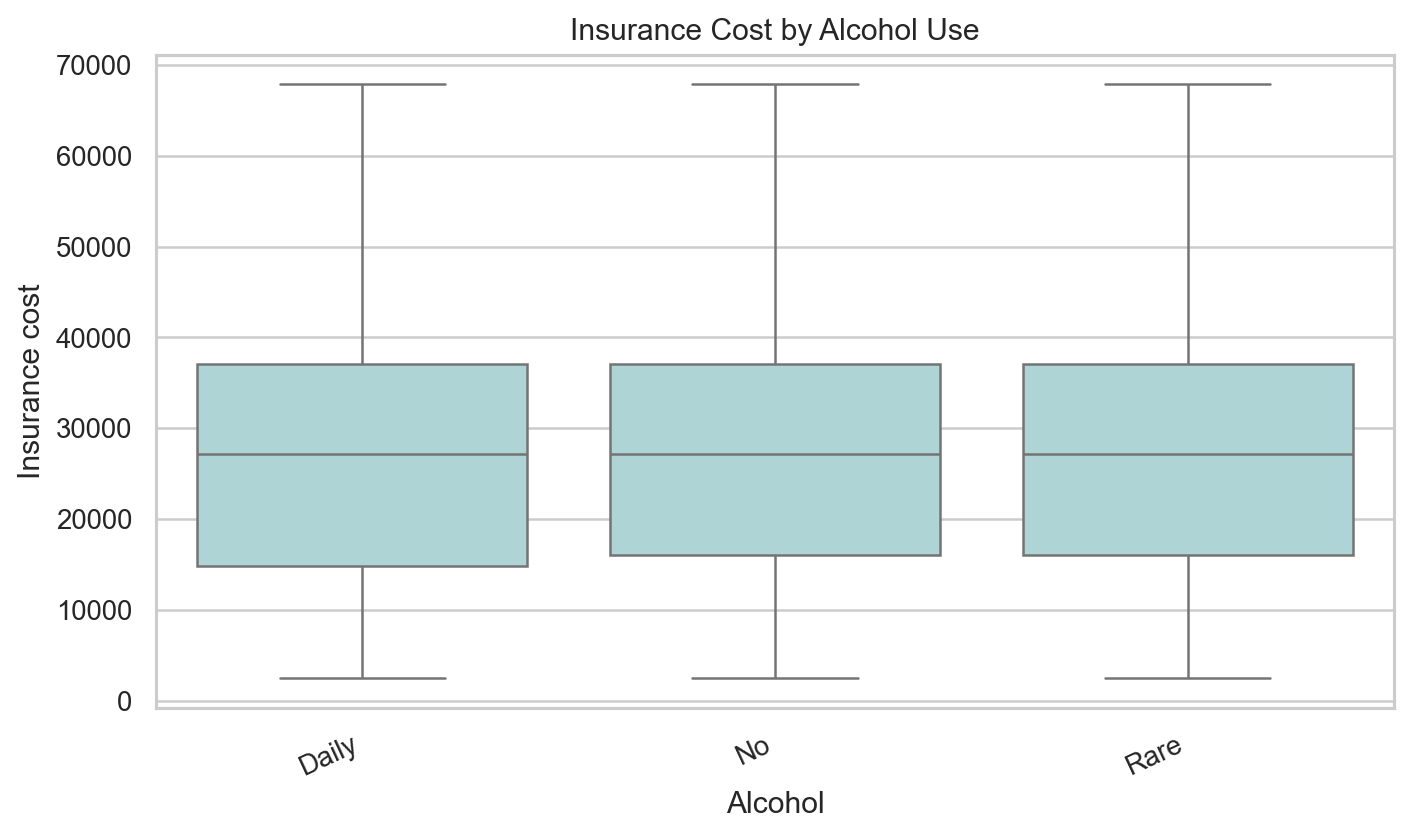 Insurance Cost by Alcohol Use
Insurance cost
70000
60000
50000
40000
30000
20000
10000
0
Daily
No
Rare
Alcohol